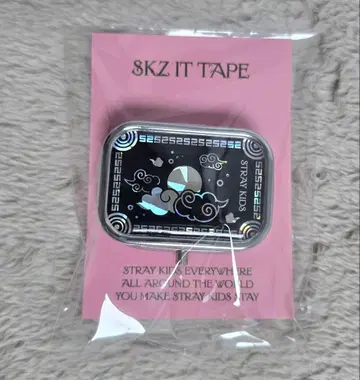 SKZ IT TAPE
STRAY KIDS
STRAY KIDS EVERYWHERE
ALL AROUND THE WORLD
YOU MAKE STRAY KIDS STAY